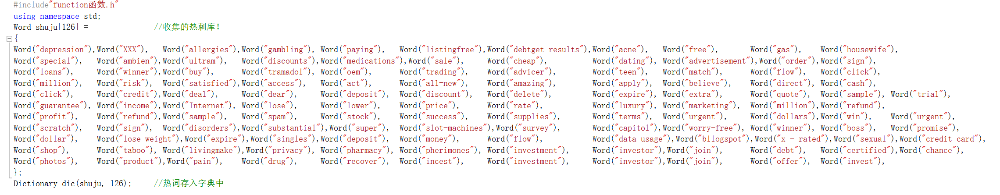 #include"function函数.h"
using namespace std;
Word shuju[126] = //收集的热刺库！
{
Word("depression"),Word("XXX"), Word("allergies"),Word("gambling"), Word("paying"), Word("listingfree"),Word("debtget results"),Word("acne"), Word("free"), Word("gas"), Word("housewife"),
Word("special"), Word("ambien"),Word("ultram"), Word("discounts"),Word("medications"),Word("sale"), Word("cheap"), Word("dating"), Word("advertisement"),Word("order"),Word("sign"),
Word("loans"), Word("winner"),Word("buy"), Word("tramadol"), Word("oem"), Word("trading"), Word("advicer"), Word("teen"), Word("match"), Word("flow"), Word("click"),
Word("million"), Word("risk"), Word("satisfied"),Word("access"), Word("act"), Word("all-new"), Word("amazing"), Word("apply"), Word("believe"), Word("direct"), Word("cash"),
Word("click"), Word("credit"),Word("deal"), Word("dear"), Word("deposit"), Word("discount"), Word("delete"), Word("expire"), Word("extra"), Word("quote"), Word("sample"), Word("trial"),
Word("guarantee"), Word("income"),Word("Internet"), Word("lose"), Word("lower"), Word("price"), Word("rate"), Word("luxury"), Word("marketing"), Word("million"),Word("refund"),
Word("profit"), Word("refund"),Word("sample"), Word("spam"), Word("stock"), Word("success"), Word("supplies"), Word("terms"), Word("urgent"), Word("dollars"),Word("win"), Word("urgent"),
Word("scratch"), Word("sign"), Word("disorders"),Word("substantial"),Word("super"), Word("slot-machines"),Word("survey"), Word("capitol"),Word("worry-free"), Word("winner"), Word("boss"), Word("promise"),
Word("dollar"), Word("lose weight"),Word("expire"),Word("singles"),Word("deposit"), Word("money"), Word("flow"), Word("data usage"),Word("bllogspot"),Word("x - rated"),Word("sexual"),Word("credit card"),
Word("shop"), Word("taboo"), Word("livingmake"),Word("privacy"), Word("pharmacy"), Word("pherimones"), Word("investment"), Word("investor"),Word("join"), Word("debt"), Word("certified"),Word("chance"),
Word("photos"), Word("product"),Word("pain"), Word("drug"), Word("recover"), Word("incest"), Word("investment"), Word("investor"),Word("join"), Word("offer"), Word("invest"),
};
Dictionary dic(shuju, 126); //热词存入字典中